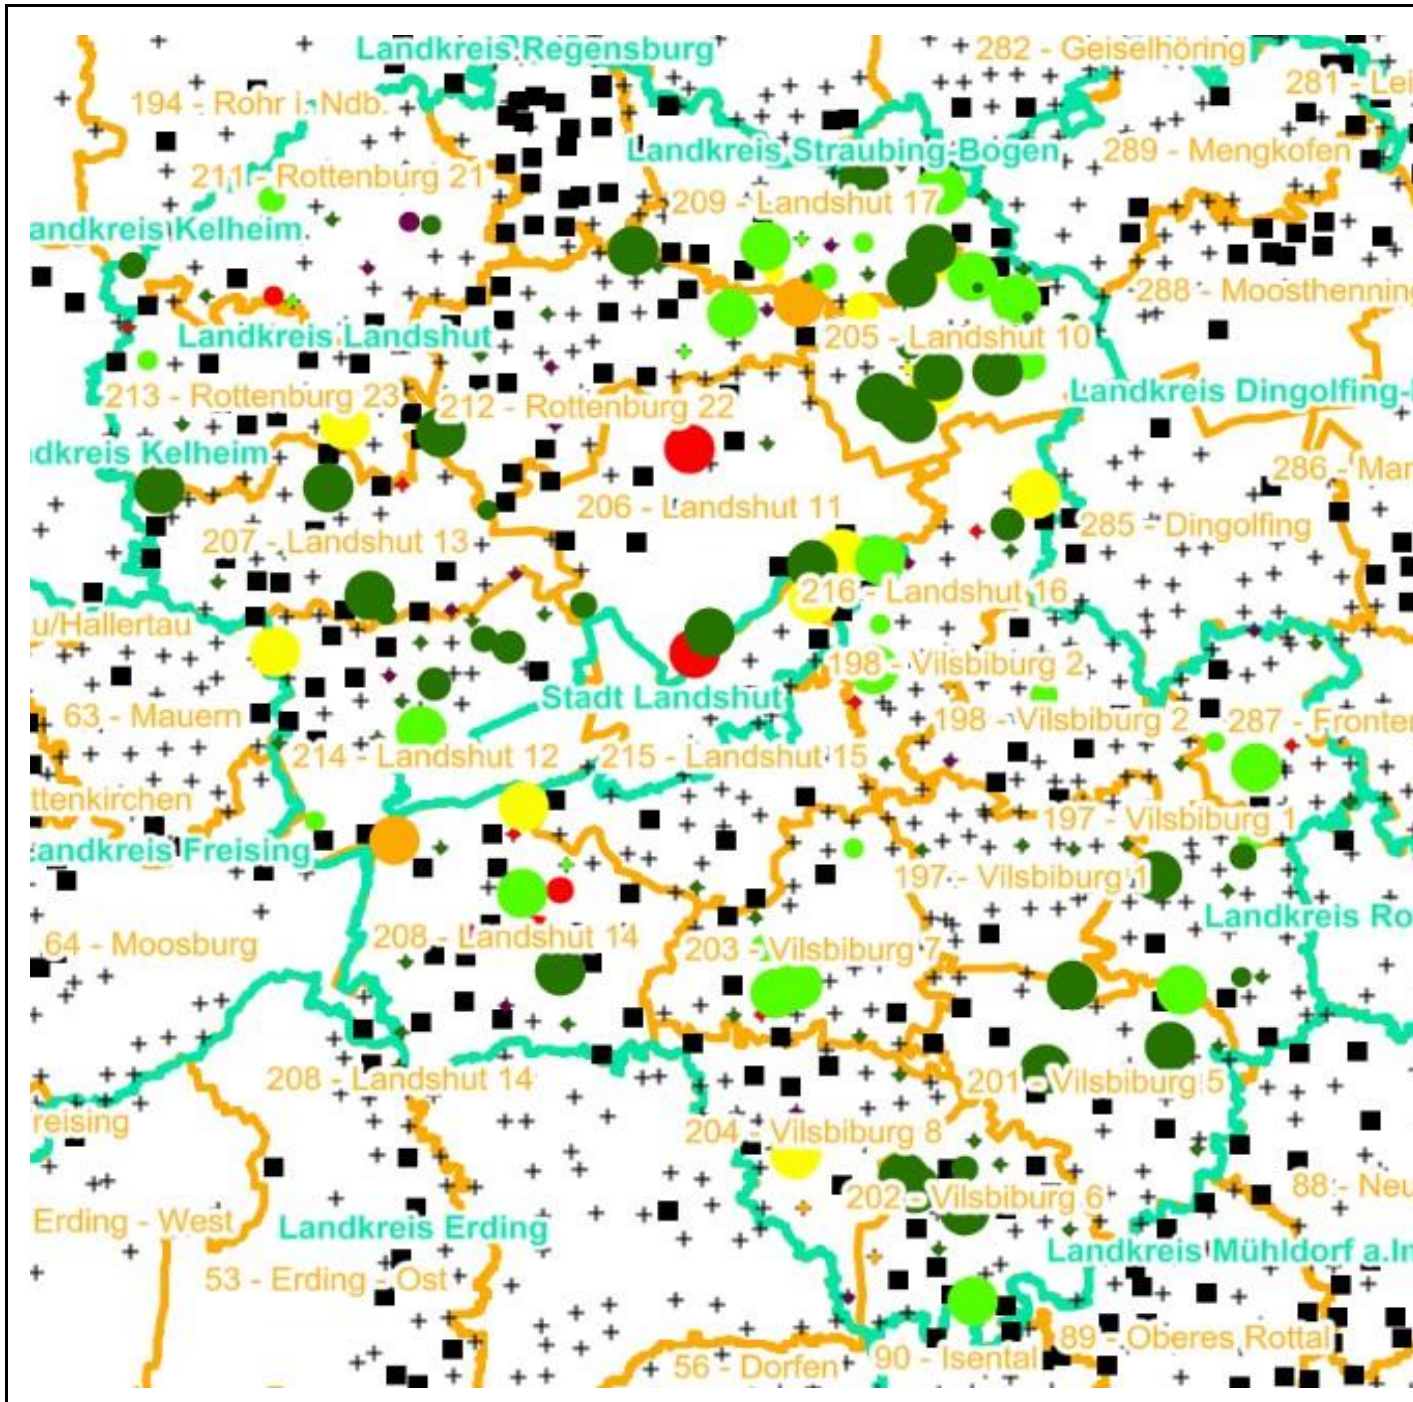 Landkreis Regensburg
282 - Geiselhöring
281 - Lei
194 - Rohr i. Ndb.
Landkreis Straubing-Bogen
289 - Mengkofen
211 - Rottenburg 21
209 - Landshut 17
andkreis Kelheim
288 - Moosthenning
Landkreis Landshut
205 - Landshut 10
Landkreis Dingolfing-
213 - Rottenburg 23
212 - Rottenburg 22
dkreis Kelheim
286 - Mar
206 - Landshut 11
285 - Dingolfing
207 - Landshut 13
216 - Landshut 16
u/Hallertau
198 - Vilsbiburg 2
Stadt Landshut
63 - Mauern
198 - Vilsbiburg 2
287 - Fronten
214 - Landshut 12
215 - Landshut 15
ttenkirchen
197 - Vilsbiburg 1
andkreis Freising
197 - Vilsbiburg 1
Landkreis Ro
64 - Moosburg
208 - Landshut 14
203 - Vilsbiburg 7
208 - Landshut 14
201 - Vilsbiburg 5
reising
204 - Vilsbiburg 8
88 - Neu
202 - Vilsbiburg 6
Erding - West
Landkreis Erding
Landkreis Mühldorf a.In
53 - Erding - Ost
89 - Oberes Rottal
90 - Isental
56 - Dorfen